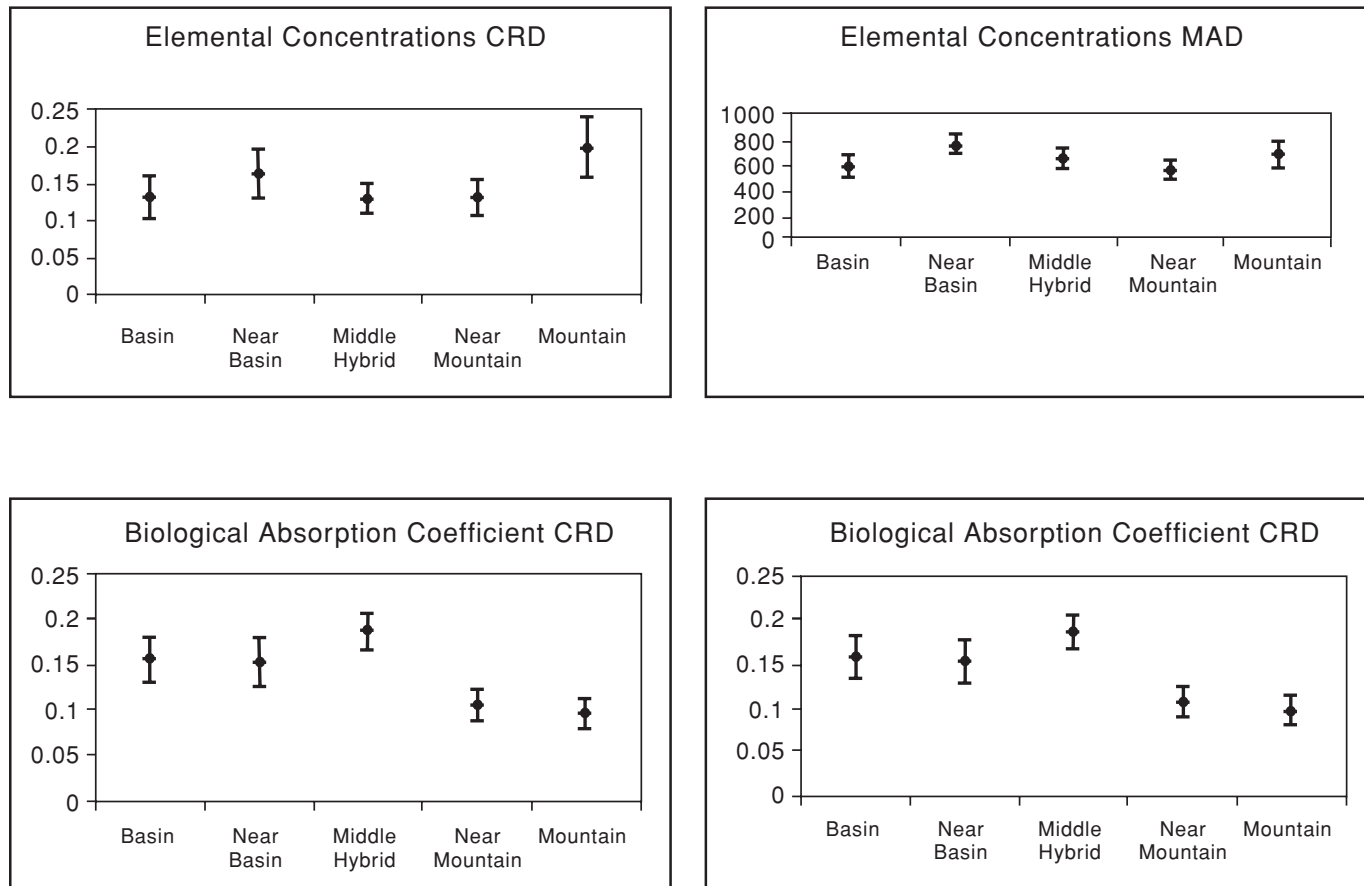 Elemental Concentrations CRD
0.25
0.2
0.15
0.1
0.05
0
Basin Near Middle Near Mountain
Basin Hybrid Mountain
Elemental Concentrations MAD
1000
800
600
400
200
0
Basin Near Middle Near Mountain
Basin Hybrid Mountain
Biological Absorption Coefficient CRD
0.25
0.2
0.15
0.1
0.05
0
Basin Near Middle Near Mountain
Basin Hybrid Mountain
Biological Absorption Coefficient CRD
0.25
0.2
0.15
0.1
0.05
0
Basin Near Middle Near Mountain
Basin Hybrid Mountain